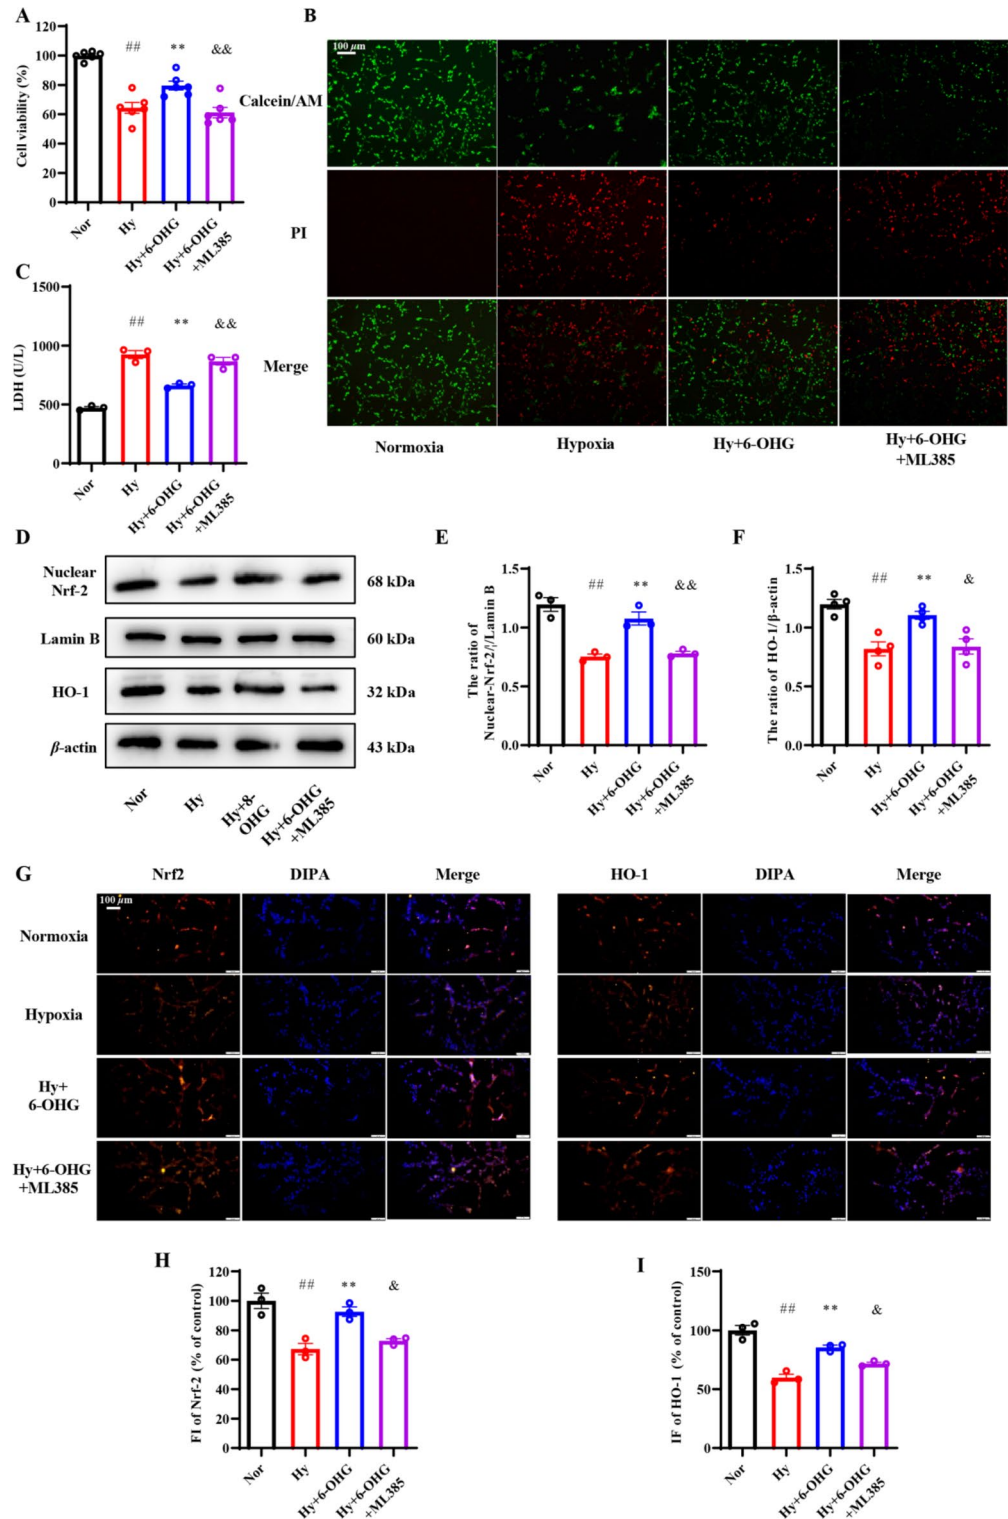 A
Cell viability (%)
120
100
80
60
40
20
0
##
**
&&
Nor
Hy
Hy+6-OHG
Hy+6-OHG
+ML385
B
100 μm
Calcein/AM
PI
Merge
Normoxia
Hypoxia
Hy+6-OHG
Hy+6-OHG
+ML385
C
LDH (U/L)
1500
1000
500
0
##
**
&&
Nor
Hy
Hy+6-OHG
Hy+6-OHG
+ML385
D
Nuclear
Nrf-2
68 kDa
Lamin B
60 kDa
HO-1
32 kDa
β-actin
43 kDa
Nor
Hy
Hy+8-
OHG
Hy+6-OHG
+ML385
E
The ratio of
Nuclear-Nrf-2/Lamin B
1.5
1.0
0.5
0.0
##
**
&&
Nor
Hy
Hy+6-OHG
Hy+6-OHG
+ML385
F
The ratio of HO-1/β-actin
1.5
1.0
0.5
0.0
##
**
&
Nor
Hy
Hy+6-OHG
Hy+6-OHG
+ML385
G
Nrf2
DIPA
Merge
HO-1
DIPA
Merge
100 μm
Normoxia
Hypoxia
Hy+
6-OHG
Hy+6-OHG
+ML385
H
FI of Nrf-2 (% of control)
120
100
80
60
40
20
0
##
**
&
Nor
Hy
Hy+6-OHG
Hy+6-OHG
+ML385
I
IF of HO-1 (% of control)
150
100
50
0
##
**
&
Nor
Hy
Hy+6-OHG
Hy+6-OHG
+ML385